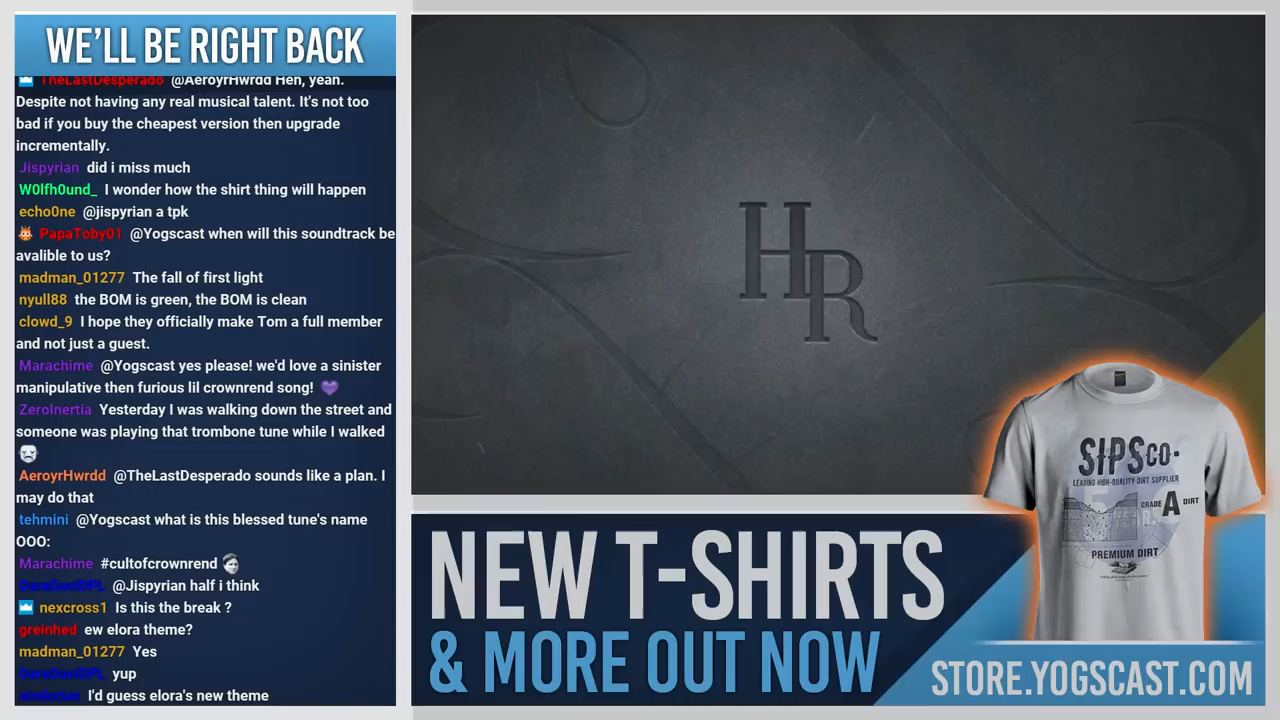 WE'LL BE RIGHT BACK
TheLastDesperado @AeroyrHwrdd Heh, yeah.
Despite not having any real musical talent. It's not too
bad if you buy the cheapest version then upgrade
incrementally.
Jispyrian did i miss much
W0lfh0und_ I wonder how the shirt thing will happen
echo0ne @jispyrian a tpk
PapaToby01 @Yogscast when will this soundtrack be
avalible to us?
madman_01277 The fall of first light
nyull88 the BOM is green, the BOM is clean
clowd_9 I hope they officially make Tom a full member
and not just a guest.
Marachime @Yogscast yes please! we'd love a sinister
manipulative then furious lil crownrend song!
ZeroInertia Yesterday I was walking down the street and
someone was playing that trombone tune while I walked
AeroyrHwrdd @TheLastDesperado sounds like a plan. I
may do that
tehmini @Yogscast what is this blessed tune's name
OOO:
Marachime #cultofcrownrend
@Jispyrian half i think
nexcross1 Is this the break ?
greinhed ew elora theme?
madman_01277 Yes
yup
I'd guess elora's new theme
HR
SIPSCO.
LEADING HIGH-QUALITY DIRT SUPPLIER
GRADE A DIRT
PREMIUM DIRT
NEW T-SHIRTS
& MORE OUT NOW
STORE.YOGSCAST.COM